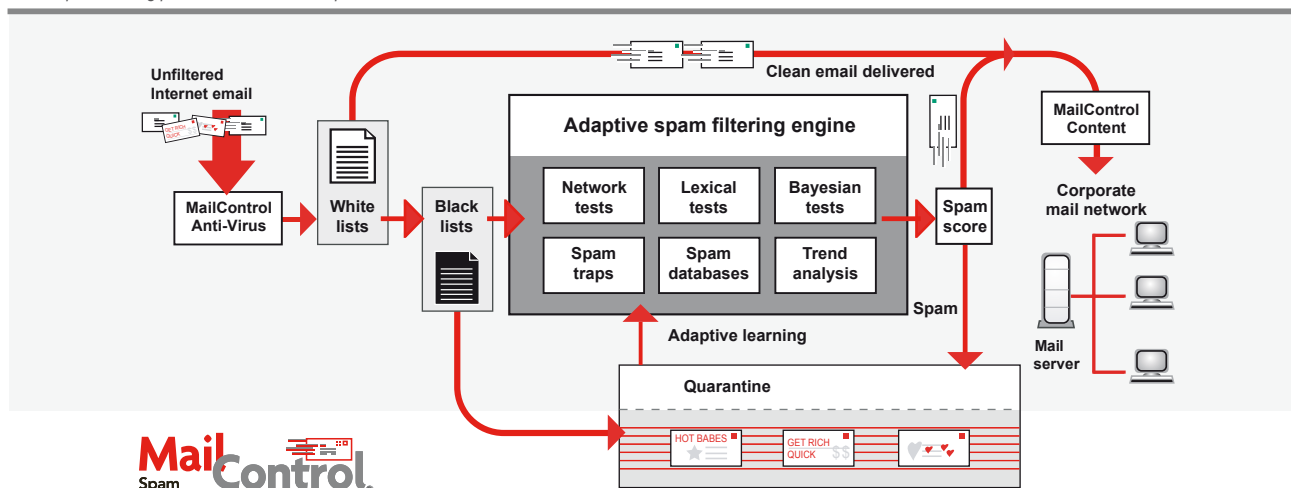 Unfiltered
Internet email
GET RICH
QUICK
$$
MailControl
Anti-Virus
White
lists
Black
lists
Clean email delivered
Adaptive spam filtering engine
Network
tests
Lexical
tests
Bayesian
tests
Spam
traps
Spam
databases
Trend
analysis
Spam
score
Spam
MailControl
Content
Corporate
mail network
Mail
server
Adaptive learning
Quarantine
HOT BABES
GET RICH
QUICK $$
Mail
Control.
Spam